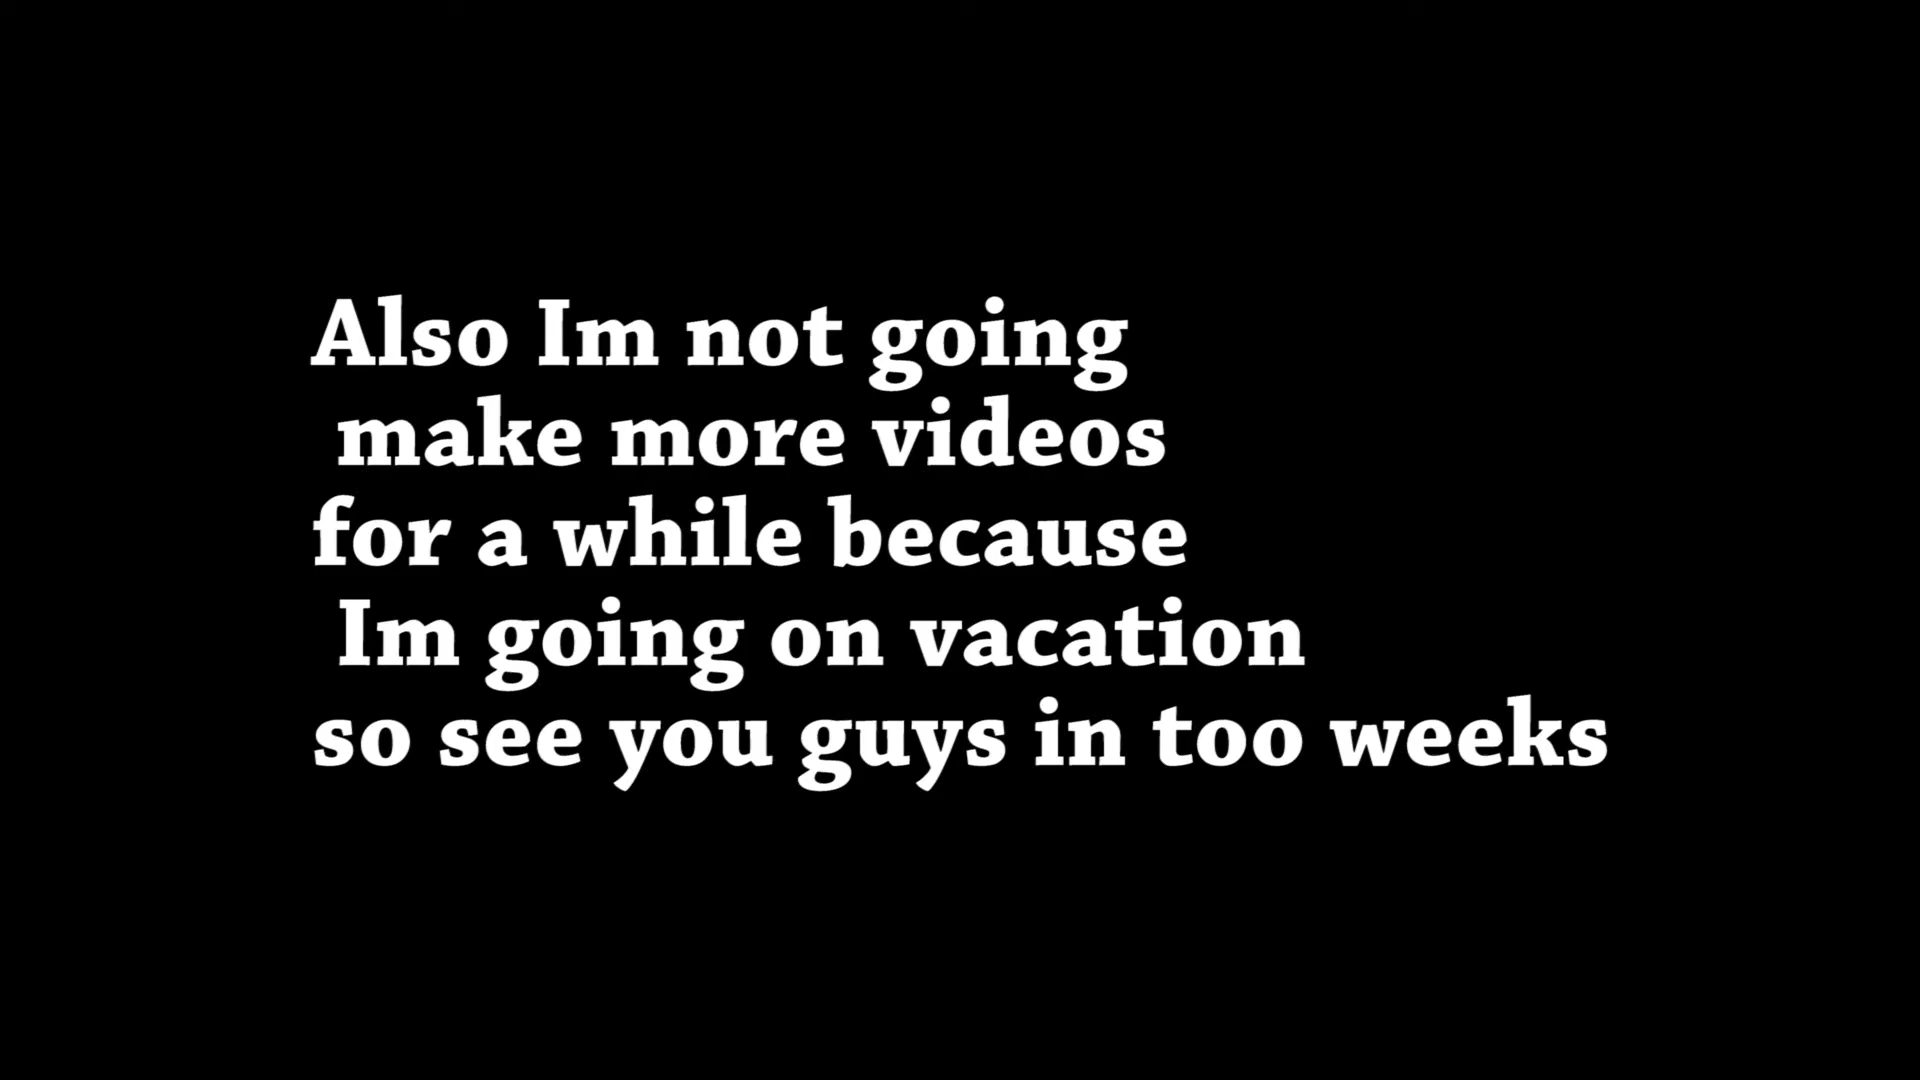 Also Im not going
make more videos
for a while because
Im going on vacation
so see you guys in too weeks